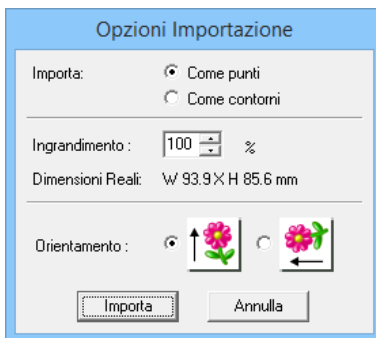 Opzioni Importazione
Importa: Come punti
Come contorni
Ingrandimento : 100 %
Dimensioni Reali: W 93.9 X H 85.6 mm
Orientamento :
Importa Annulla